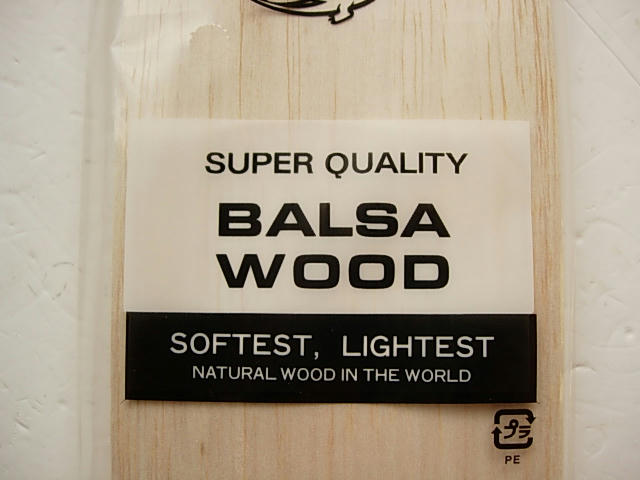 SUPER QUALITY
BALSA
WOOD
SOFTEST, LIGHTEST
NATURAL WOOD IN THE WORLD
プラ
PE